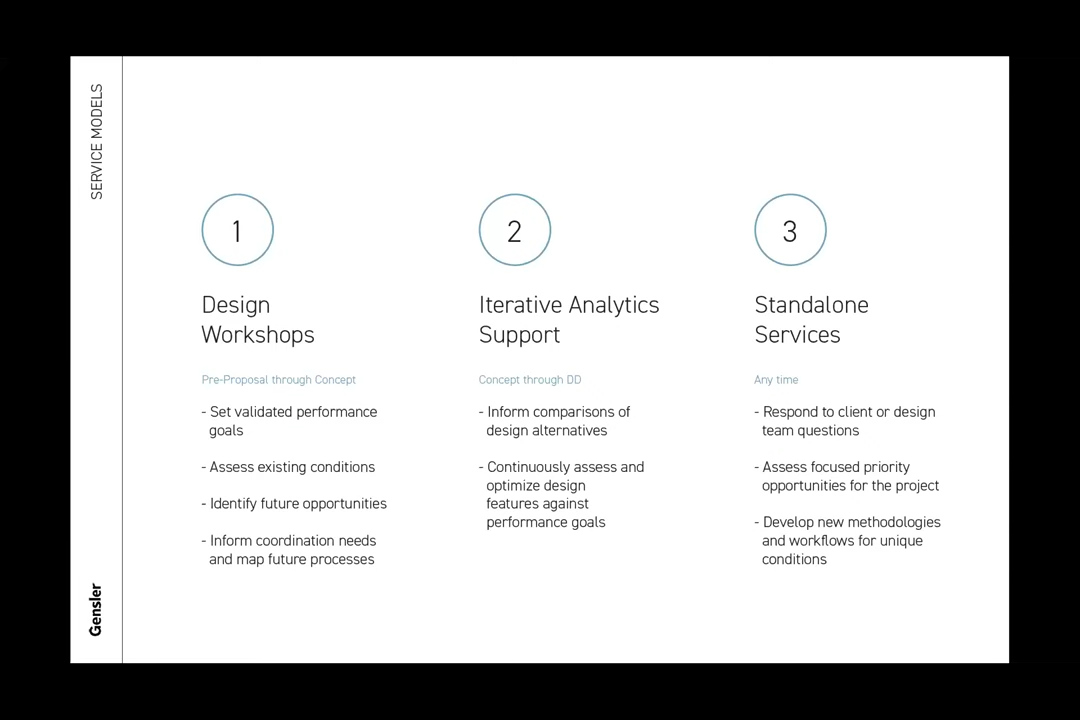 SERVICE MODELS
1
Design
Workshops
Pre-Proposal through Concept
- Set validated performance
goals
- Assess existing conditions
- Identify future opportunities
- Inform coordination needs
and map future processes
2
Iterative Analytics
Support
Concept through DD
- Inform comparisons of
design alternatives
- Continuously assess and
optimize design
features against
performance goals
3
Standalone
Services
Any time
- Respond to client or design
team questions
- Assess focused priority
opportunities for the project
- Develop new methodologies
and workflows for unique
conditions
Gensler